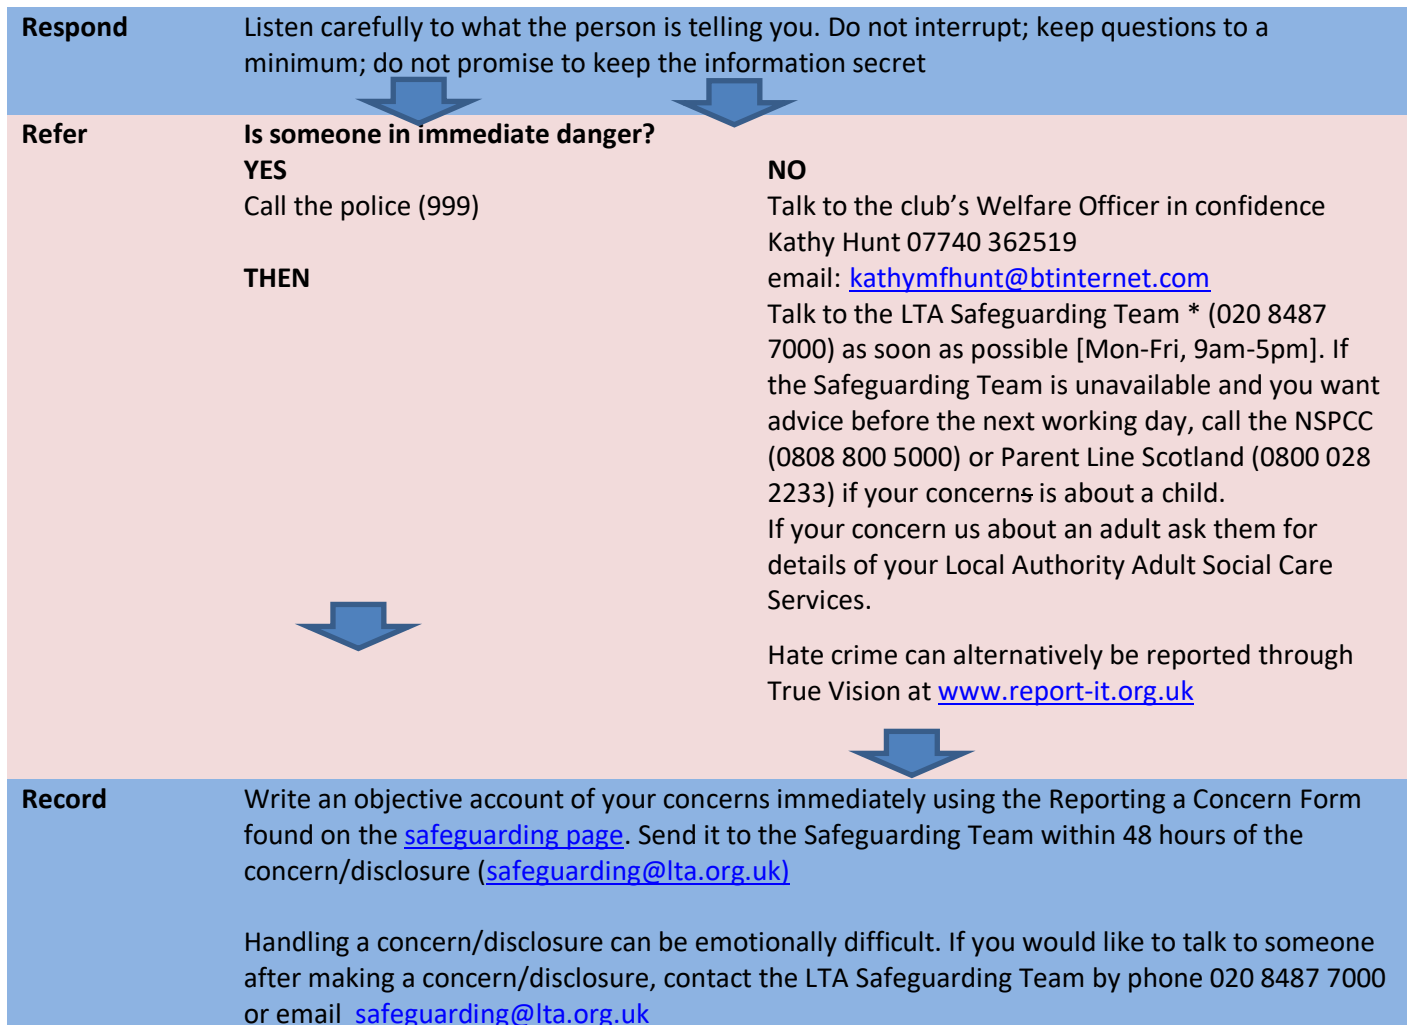 Respond
Listen carefully to what the person is telling you. Do not interrupt; keep questions to a
minimum; do not promise to keep the information secret
Refer
Is someone in immediate danger?
YES
Call the police (999)
THEN
NO
Talk to the club’s Welfare Officer in confidence
Kathy Hunt 07740 362519
email: kathymfhunt@btinternet.com
Talk to the LTA Safeguarding Team * (020 8487
7000) as soon as possible [Mon-Fri, 9am-5pm]. If
the Safeguarding Team is unavailable and you want
advice before the next working day, call the NSPCC
(0808 800 5000) or Parent Line Scotland (0800 028
2233) if your concerns is about a child.
If your concern us about an adult ask them for
details of your Local Authority Adult Social Care
Services.
Hate crime can alternatively be reported through
True Vision at www.report-it.org.uk
Record
Write an objective account of your concerns immediately using the Reporting a Concern Form
found on the safeguarding page. Send it to the Safeguarding Team within 48 hours of the
concern/disclosure (safeguarding@lta.org.uk)
Handling a concern/disclosure can be emotionally difficult. If you would like to talk to someone
after making a concern/disclosure, contact the LTA Safeguarding Team by phone 020 8487 7000
or email safeguarding@lta.org.uk